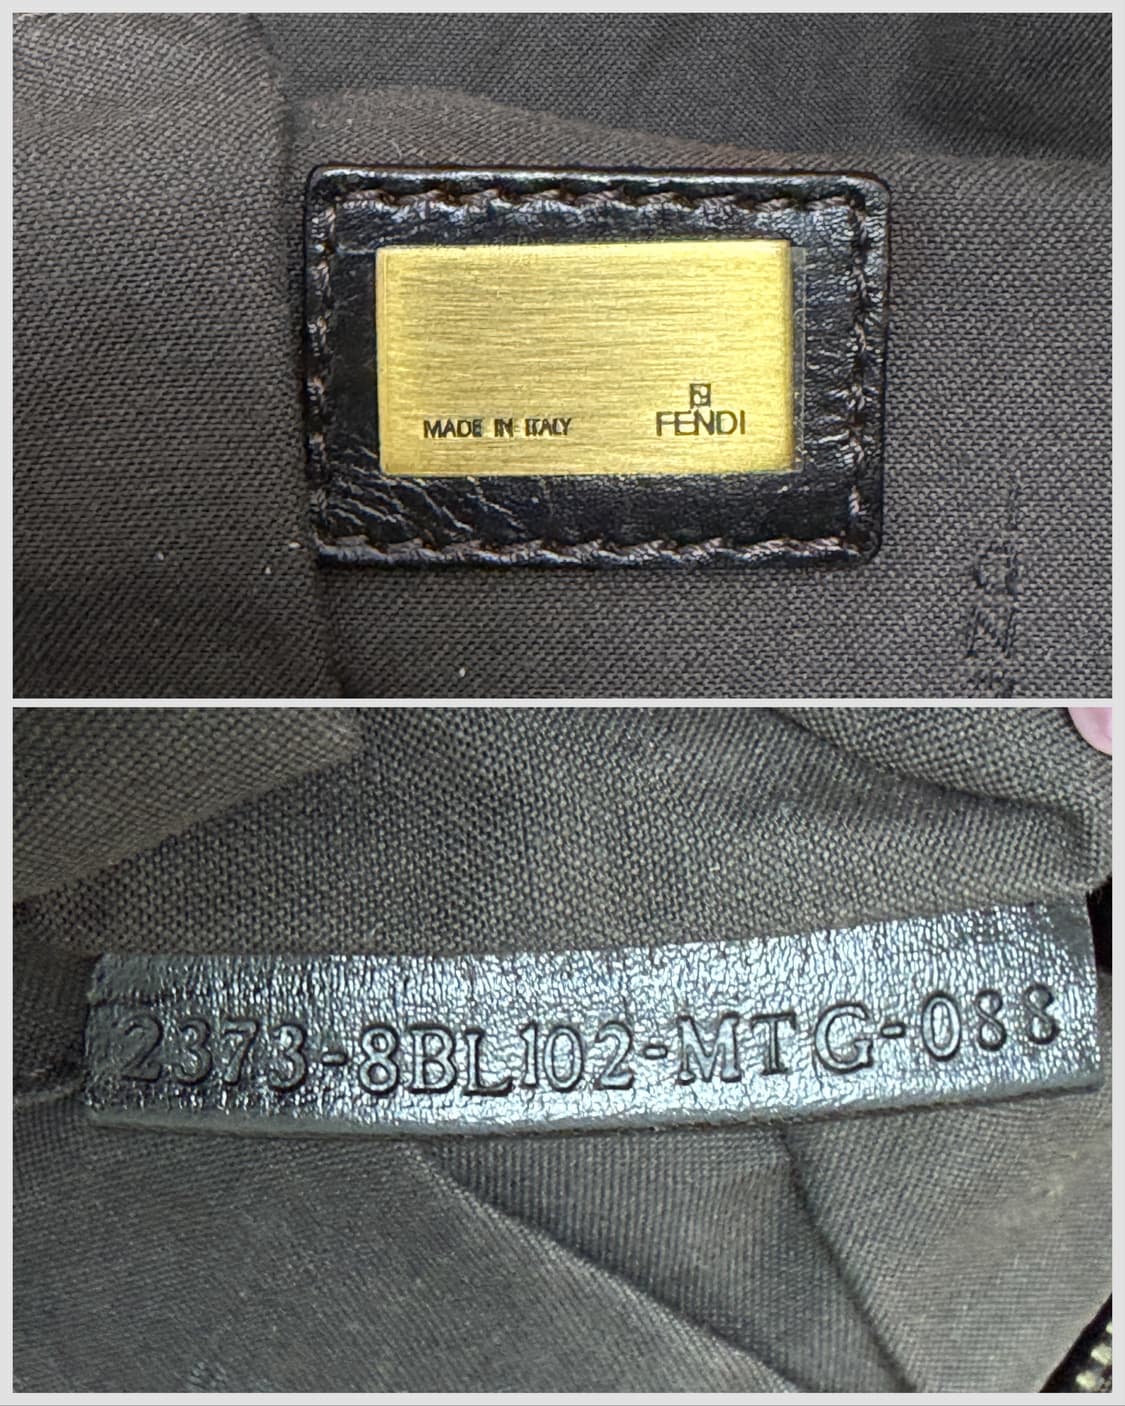 MADE IN ITALY
FENDI
2373-8BL102-MTG-088